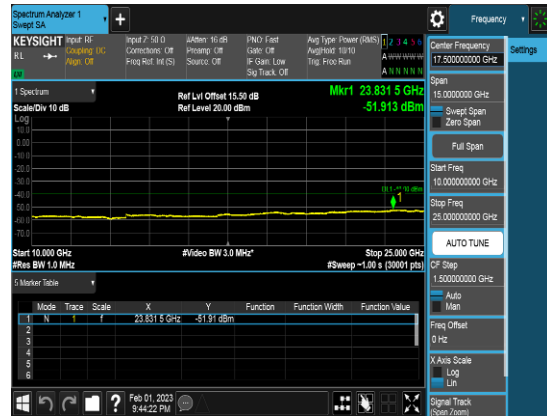 Spectrum Analyzer 1
Swept SA
Frequency
KEYSIGHT
Input: RF
Input Z: 50 Ω
#Atten: 16 dB
PNO: Fast
Avg Type: Power (RMS)
1 2 3 4 5 6
RL
Coupling: DC
Corrections: Off
Preamp: Off
Gate: Off
Avg|Hold: 10/10
A W W W W W
Align: Off
Freq Ref: Int (S)
Source: Off
IF Gain: Low
Trig: Free Run
Sig Track: Off
A N N N N N
Center Frequency
17.500000000 GHz
Settings
Span
15.0000000 GHz
Swept Span
Zero Span
Full Span
Start Freq
10.000000000 GHz
Stop Freq
25.000000000 GHz
AUTO TUNE
CF Step
1.500000000 GHz
Auto
Man
Freq Offset
0 Hz
X Axis Scale
Log
Lin
Signal Track
(Span Zoom)
1 Spectrum
Ref Lvl Offset 15.50 dB
Mkr1 23.831 5 GHz
Scale/Div 10 dB
Ref Level 20.00 dBm
-51.913 dBm
Log
10.0
0.00
-10.0
-20.0
-30.0
-40.0
-50.0
-60.0
-70.0
1
Start 10.000 GHz
#Video BW 3.0 MHz*
Stop 25.000 GHz
#Res BW 1.0 MHz
#Sweep ~1.00 s (30001 pts)
5 Marker Table
Mode Trace Scale X Y Function Function Width Function Value
1 N 1 f 23.831 5 GHz -51.91 dBm
2
3
4
5
6
?
Feb 01, 2023
9:44:22 PM